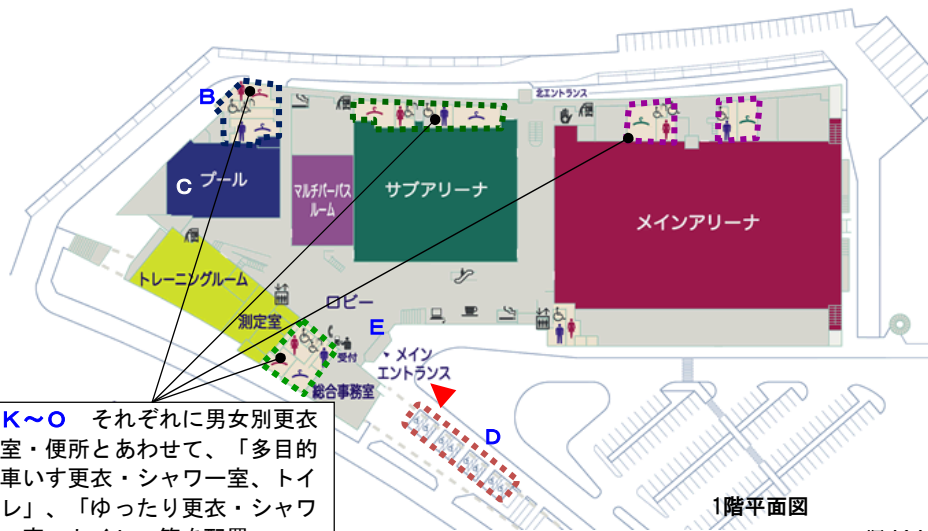 北エントランス
B
C プール
マルチパーパス
ルーム
サブアリーナ
メインアリーナ
トレーニングルーム
ロビー
測定室
E
受付
メイン
エントランス
総合事務室
D
K～O それぞれに男女別更衣
室・便所とあわせて、「多目的
車いす更衣・シャワー室、トイ
レ」、「ゆったり更衣・シャワ
1階平面図